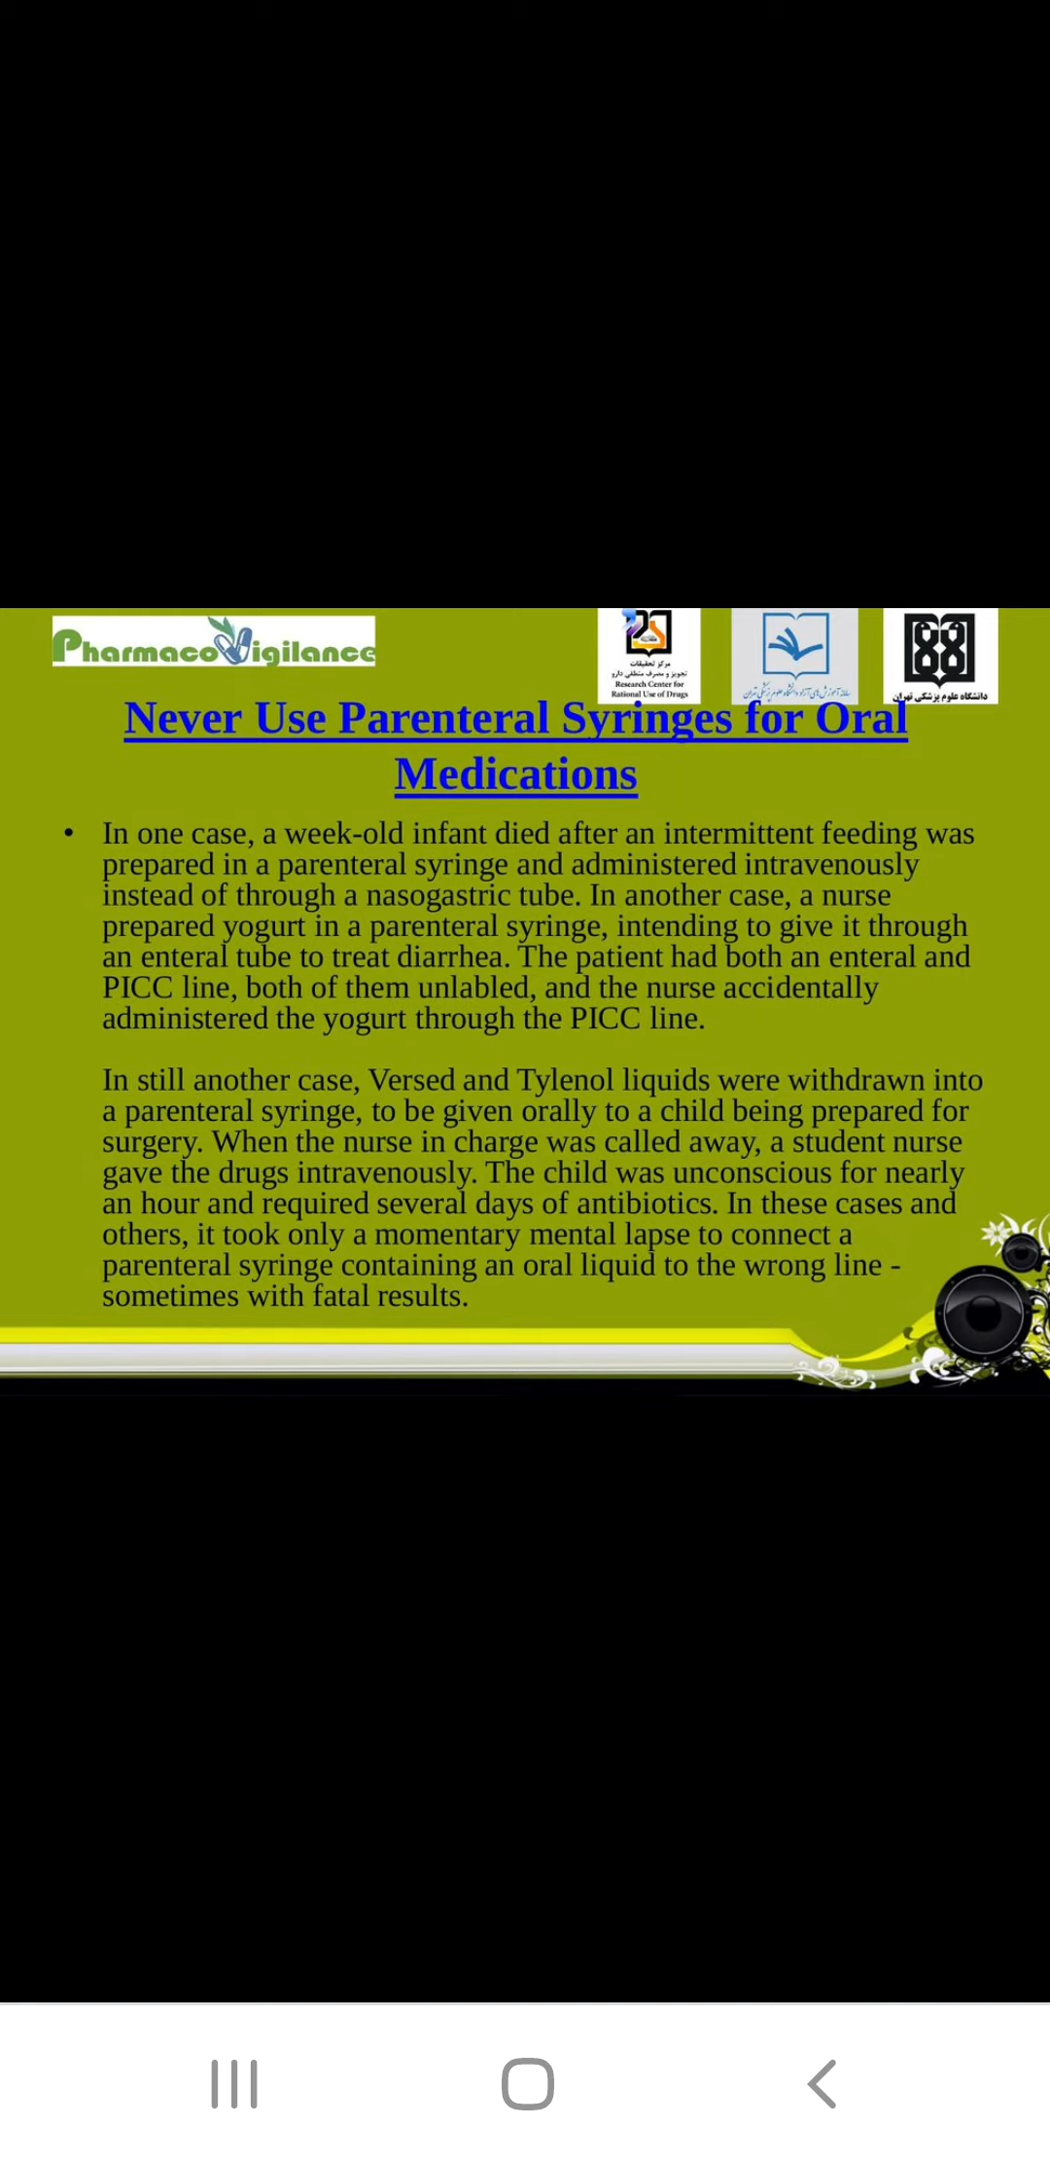 PharmacoVigilance
مرکز تحقیقات
تجویز و مصرف منطقی دارو
Research Center for
Rational Use of Drugs
دانشگاه علوم پزشکی تهران
Never Use Parenteral Syringes for Oral
Medications
• In one case, a week-old infant died after an intermittent feeding was
prepared in a parenteral syringe and administered intravenously
instead of through a nasogastric tube. In another case, a nurse
prepared yogurt in a parenteral syringe, intending to give it through
an enteral tube to treat diarrhea. The patient had both an enteral and
PICC line, both of them unlabled, and the nurse accidentally
administered the yogurt through the PICC line.
In still another case, Versed and Tylenol liquids were withdrawn into
a parenteral syringe, to be given orally to a child being prepared for
surgery. When the nurse in charge was called away, a student nurse
gave the drugs intravenously. The child was unconscious for nearly
an hour and required several days of antibiotics. In these cases and
others, it took only a momentary mental lapse to connect a
parenteral syringe containing an oral liquid to the wrong line -
sometimes with fatal results.